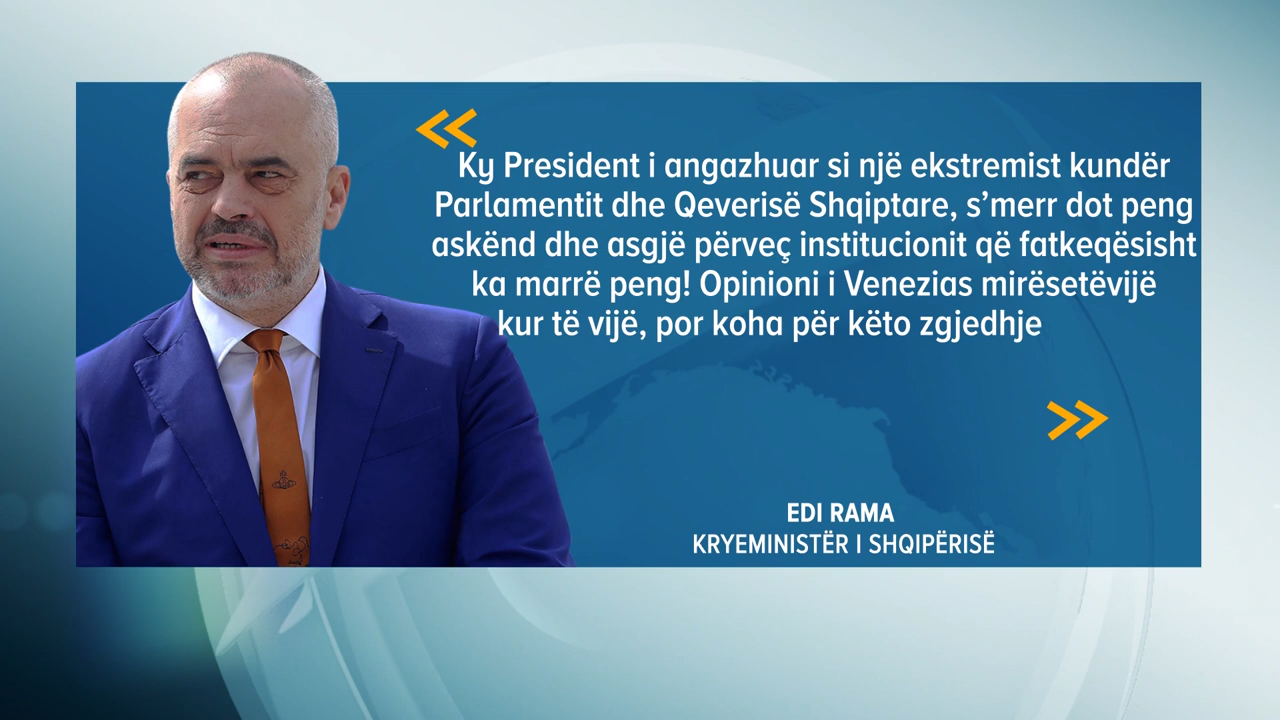 Ky President i angazhuar si një ekstremist kundër
Parlamentit dhe Qeverisë Shqiptare, s’merr dot peng
askënd dhe asgjë përveç institucionit që fatkeqësisht
ka marrë peng! Opinioni i Venezias mirësetëvijë
kur të vijë, por koha për këto zgjedhje
EDI RAMA
KRYEMINISTËR I SHQIPËRISË